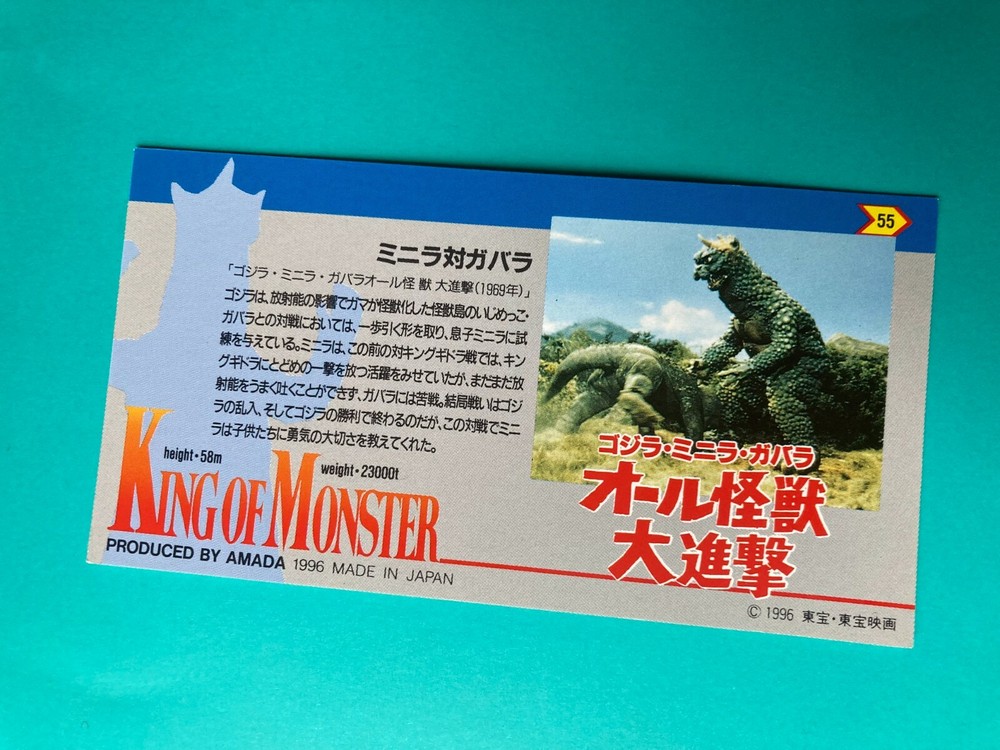 55
ミニラ対ガバラ
「ゴジラ・ミニラ・ガバラオール怪 獣 大進撃(1969年)」
ゴジラは、放射能の影響でガマが怪獣化した怪獣島のいじめっこ・
ガバラとの対戦においては、一歩引く形を取り、息子ミニラに試
練を与えている。ミニラは、この前の対キングギドラ戦では、キン
グギドラにとどめの一撃を放つ活躍をみせていたが、まだまだ放
射能をうまく吐くことができず、ガバラには苦戦。結局戦いはゴジ
ラの乱入、そしてゴジラの勝利で終わるのだが、この対戦でミニ
ラは子供たちに勇気の大切さを教えてくれた。
height・58m
weight・23000t
KING OF MONSTER
PRODUCED BY AMADA 1996 MADE IN JAPAN
ゴジラ・ミニラ・ガバラ
オール怪獣
大進撃
© 1996 東宝・東宝映画